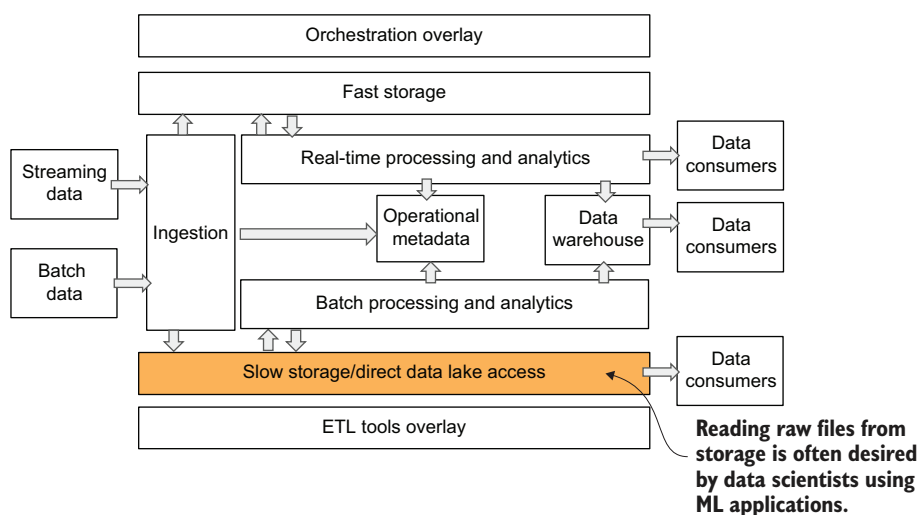 Orchestration overlay
Fast storage
Real-time processing and analytics
Data
consumers
Streaming
data
Ingestion
Operational
metadata
Data
warehouse
Data
consumers
Batch
data
Batch processing and analytics
Slow storage/direct data lake access
Data
consumers
ETL tools overlay
Reading raw files from
storage is often desired
by data scientists using
ML applications.